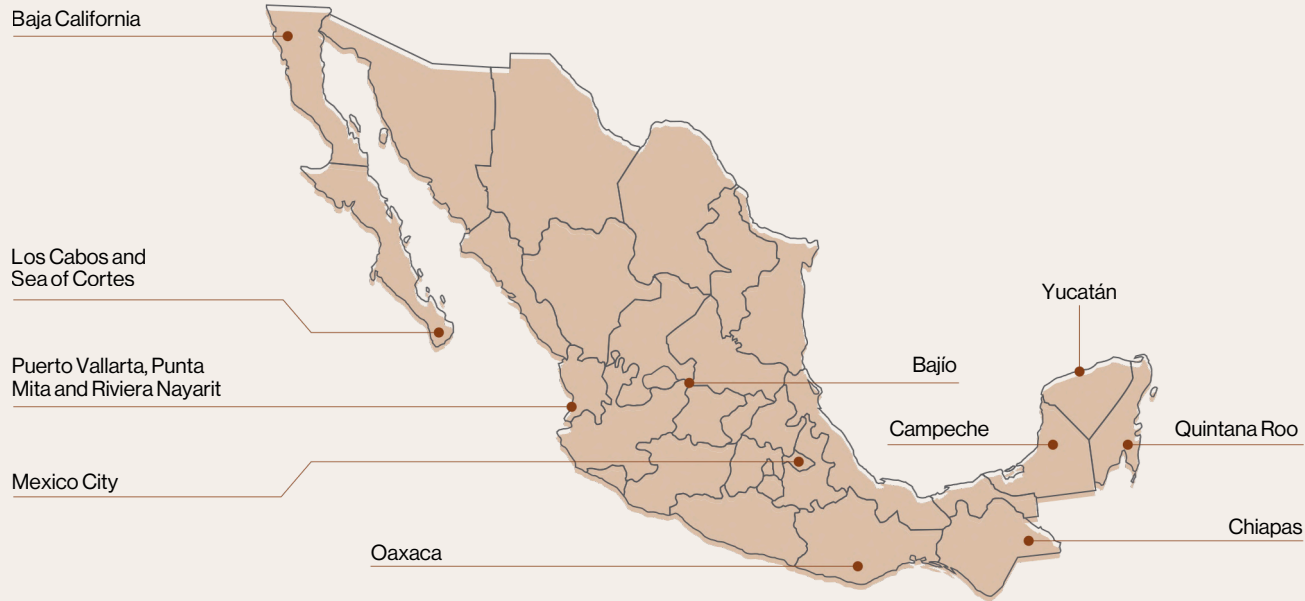 Baja California
Los Cabos and
Sea of Cortes
Puerto Vallarta, Punta
Mita and Riviera Nayarit
Mexico City
Oaxaca
Bajío
Yucatán
Campeche
Quintana Roo
Chiapas